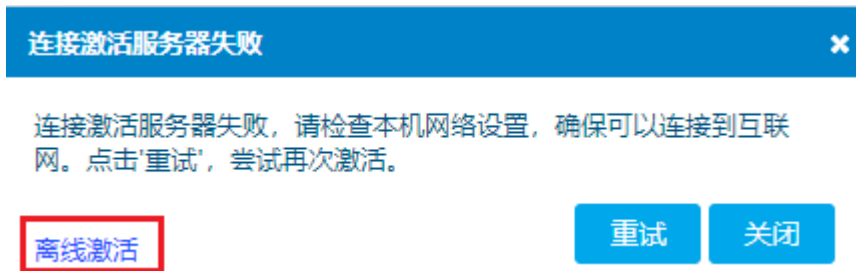 连接激活服务器失败
连接激活服务器失败，请检查本机网络设置，确保可以连接到互联
网。点击'重试'，尝试再次激活。
离线激活
重试
关闭